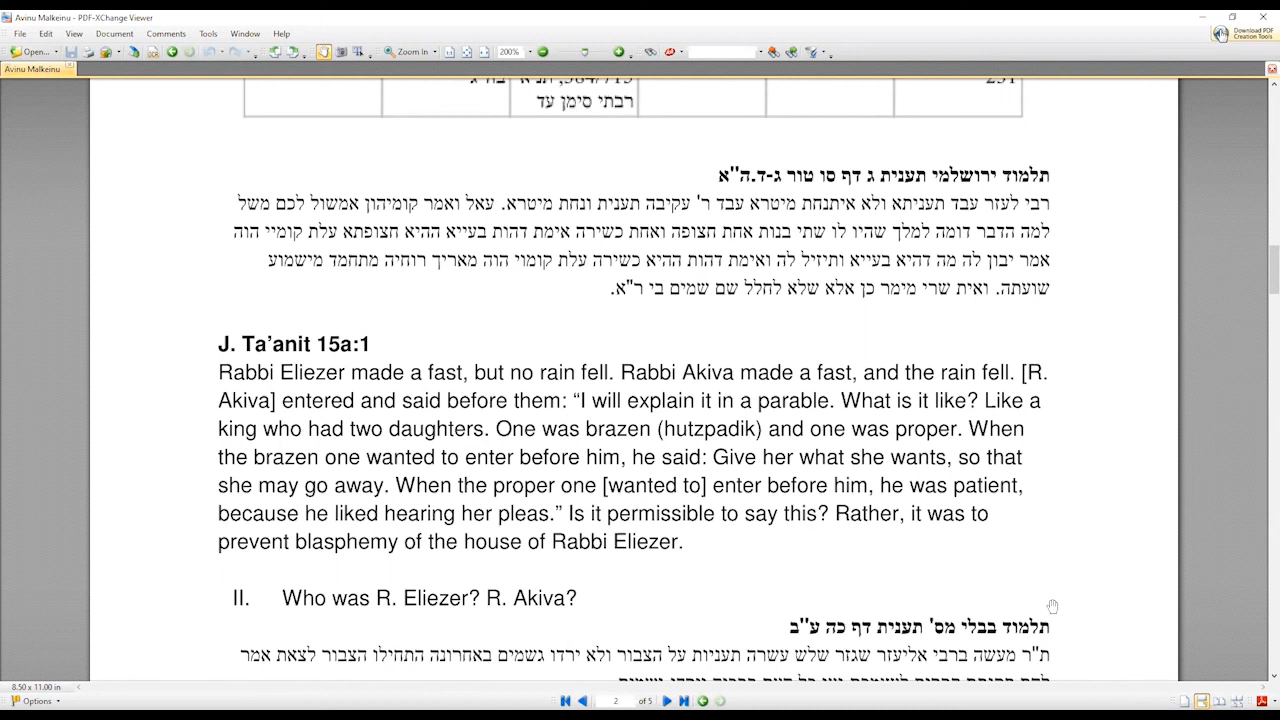 Avinu Malkeinu - PDF-XChange Viewer
File Edit View Document Comments Tools Window Help
Download PDF
Creation Tools
Open... OCR Zoom In 200%
Avinu Malkeinu
רבתי סימן עד
תלמוד ירושלמי תענית ג דף סו טור ג-ד.ה"א
רבי לעזר עבד תעניתא ולא איתנחת מיטרא עבד ר' עקיבה תענית ונחת מיטרא. עאל ואמר קומיהון אמשול לכם משל
למה הדבר דומה למלך שהיו לו שתי בנות אחת חצופה ואחת כשירה אימת דהות בעייא ההיא חצופתא עלת קומיי הוה
אמר יבון לה מה דהיא בעייא ותיזיל לה ואימת דהות ההיא כשירה עלת קומוי הוה מאריך רוחיה מתחמד מישמוע
שועתה. ואית שרי מימר כן אלא שלא לחלל שם שמים בי ר"א.
J. Ta’anit 15a:1
Rabbi Eliezer made a fast, but no rain fell. Rabbi Akiva made a fast, and the rain fell. [R.
Akiva] entered and said before them: “I will explain it in a parable. What is it like? Like a
king who had two daughters. One was brazen (hutzpadik) and one was proper. When
the brazen one wanted to enter before him, he said: Give her what she wants, so that
she may go away. When the proper one [wanted to] enter before him, he was patient,
because he liked hearing her pleas.” Is it permissible to say this? Rather, it was to
prevent blasphemy of the house of Rabbi Eliezer.
II. Who was R. Eliezer? R. Akiva?
תלמוד בבלי מס' תענית דף כה ע"ב
ת"ר מעשה ברבי אליעזר שגזר שלש עשרה תעניות על הצבור ולא ירדו גשמים באחרונה התחילו הצבור לצאת אמר
8.50 x 11.00 in
Options 2 of 5